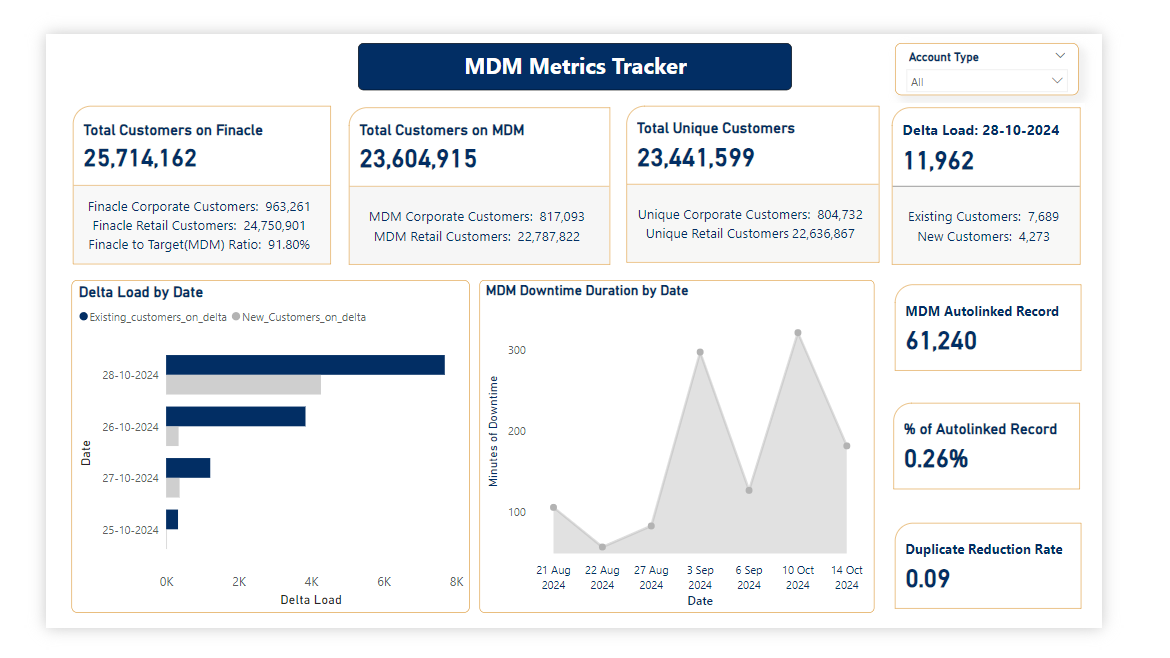 MDM Metrics Tracker
Account Type
All
Total Customers on Finacle
25,714,162
Finacle Corporate Customers: 963,261
Finacle Retail Customers: 24,750,901
Finacle to Target(MDM) Ratio: 91.80%
Total Customers on MDM
23,604,915
MDM Corporate Customers: 817,093
MDM Retail Customers: 22,787,822
Total Unique Customers
23,441,599
Unique Corporate Customers: 804,732
Unique Retail Customers 22,636,867
Delta Load: 28-10-2024
11,962
Existing Customers: 7,689
New Customers: 4,273
Delta Load by Date
Existing_customers_on_delta New_Customers_on_delta
Date
28-10-2024
26-10-2024
27-10-2024
25-10-2024
0K 2K 4K 6K 8K
Delta Load
MDM Downtime Duration by Date
Minutes of Downtime
300
200
100
21 Aug 22 Aug 27 Aug 3 Sep 6 Sep 10 Oct 14 Oct
2024 2024 2024 2024 2024 2024 2024
Date
MDM Autolinked Record
61,240
% of Autolinked Record
0.26%
Duplicate Reduction Rate
0.09